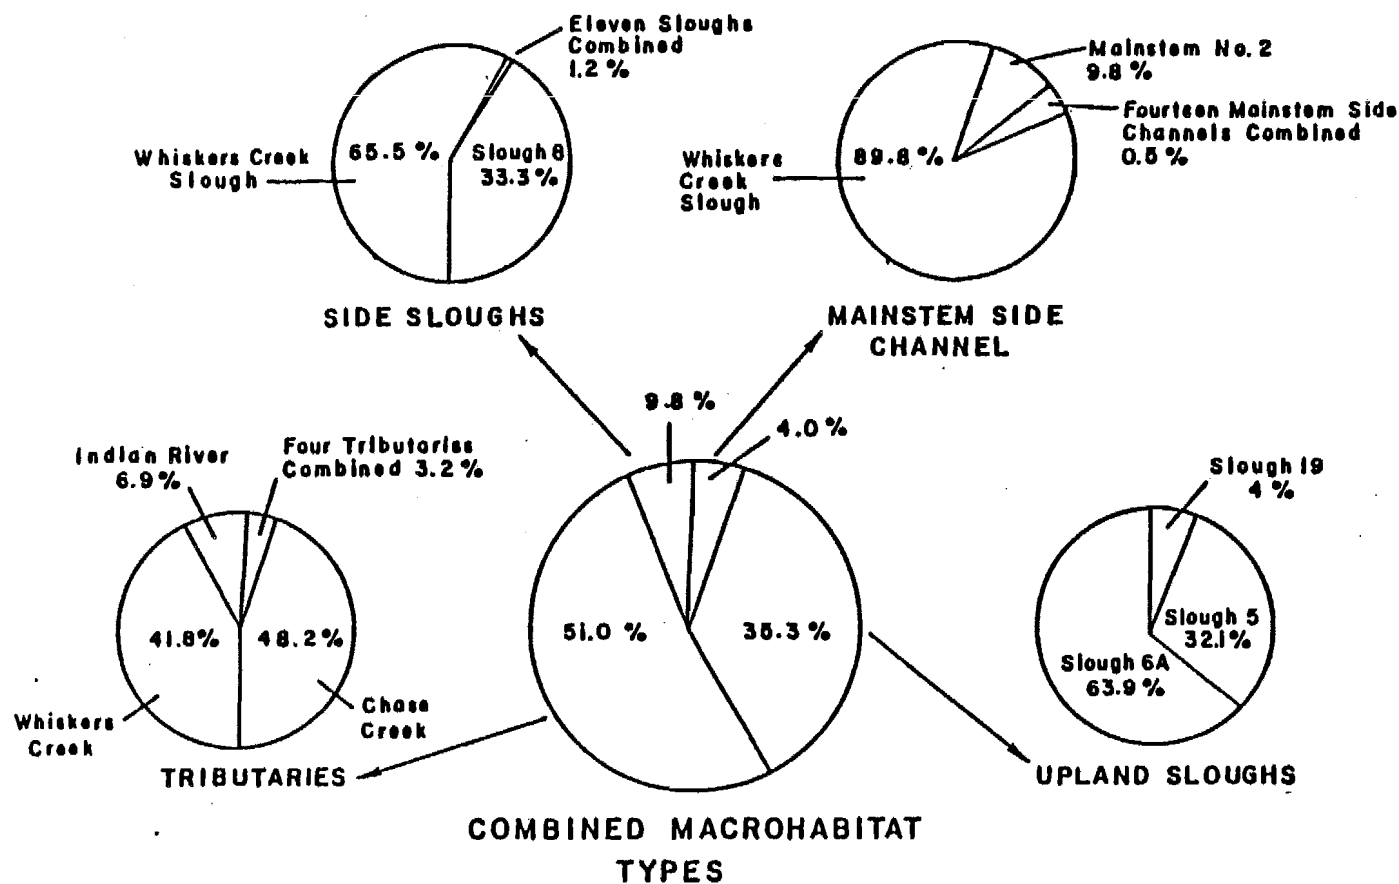 Eleven Sloughs
Combined
1.2 %
Whiskers Creek
Slough
65.5 %
Slough 8
33.3 %
SIDE SLOUGHS
Mainstem No. 2
9.8 %
Fourteen Mainstem Side
Channels Combined
0.5 %
Whiskers
Creek
Slough
89.8 %
MAINSTEM SIDE
CHANNEL
Indian River
6.9 %
Four Tributaries
Combined 3.2 %
41.8%
48.2%
Whiskers
Creek
Chase
Creek
TRIBUTARIES
9.8 %
4.0 %
51.0 %
35.3 %
COMBINED MACROHABITAT
TYPES
Slough 19
4 %
Slough 5
32.1%
Slough 6A
63.9 %
UPLAND SLOUGHS